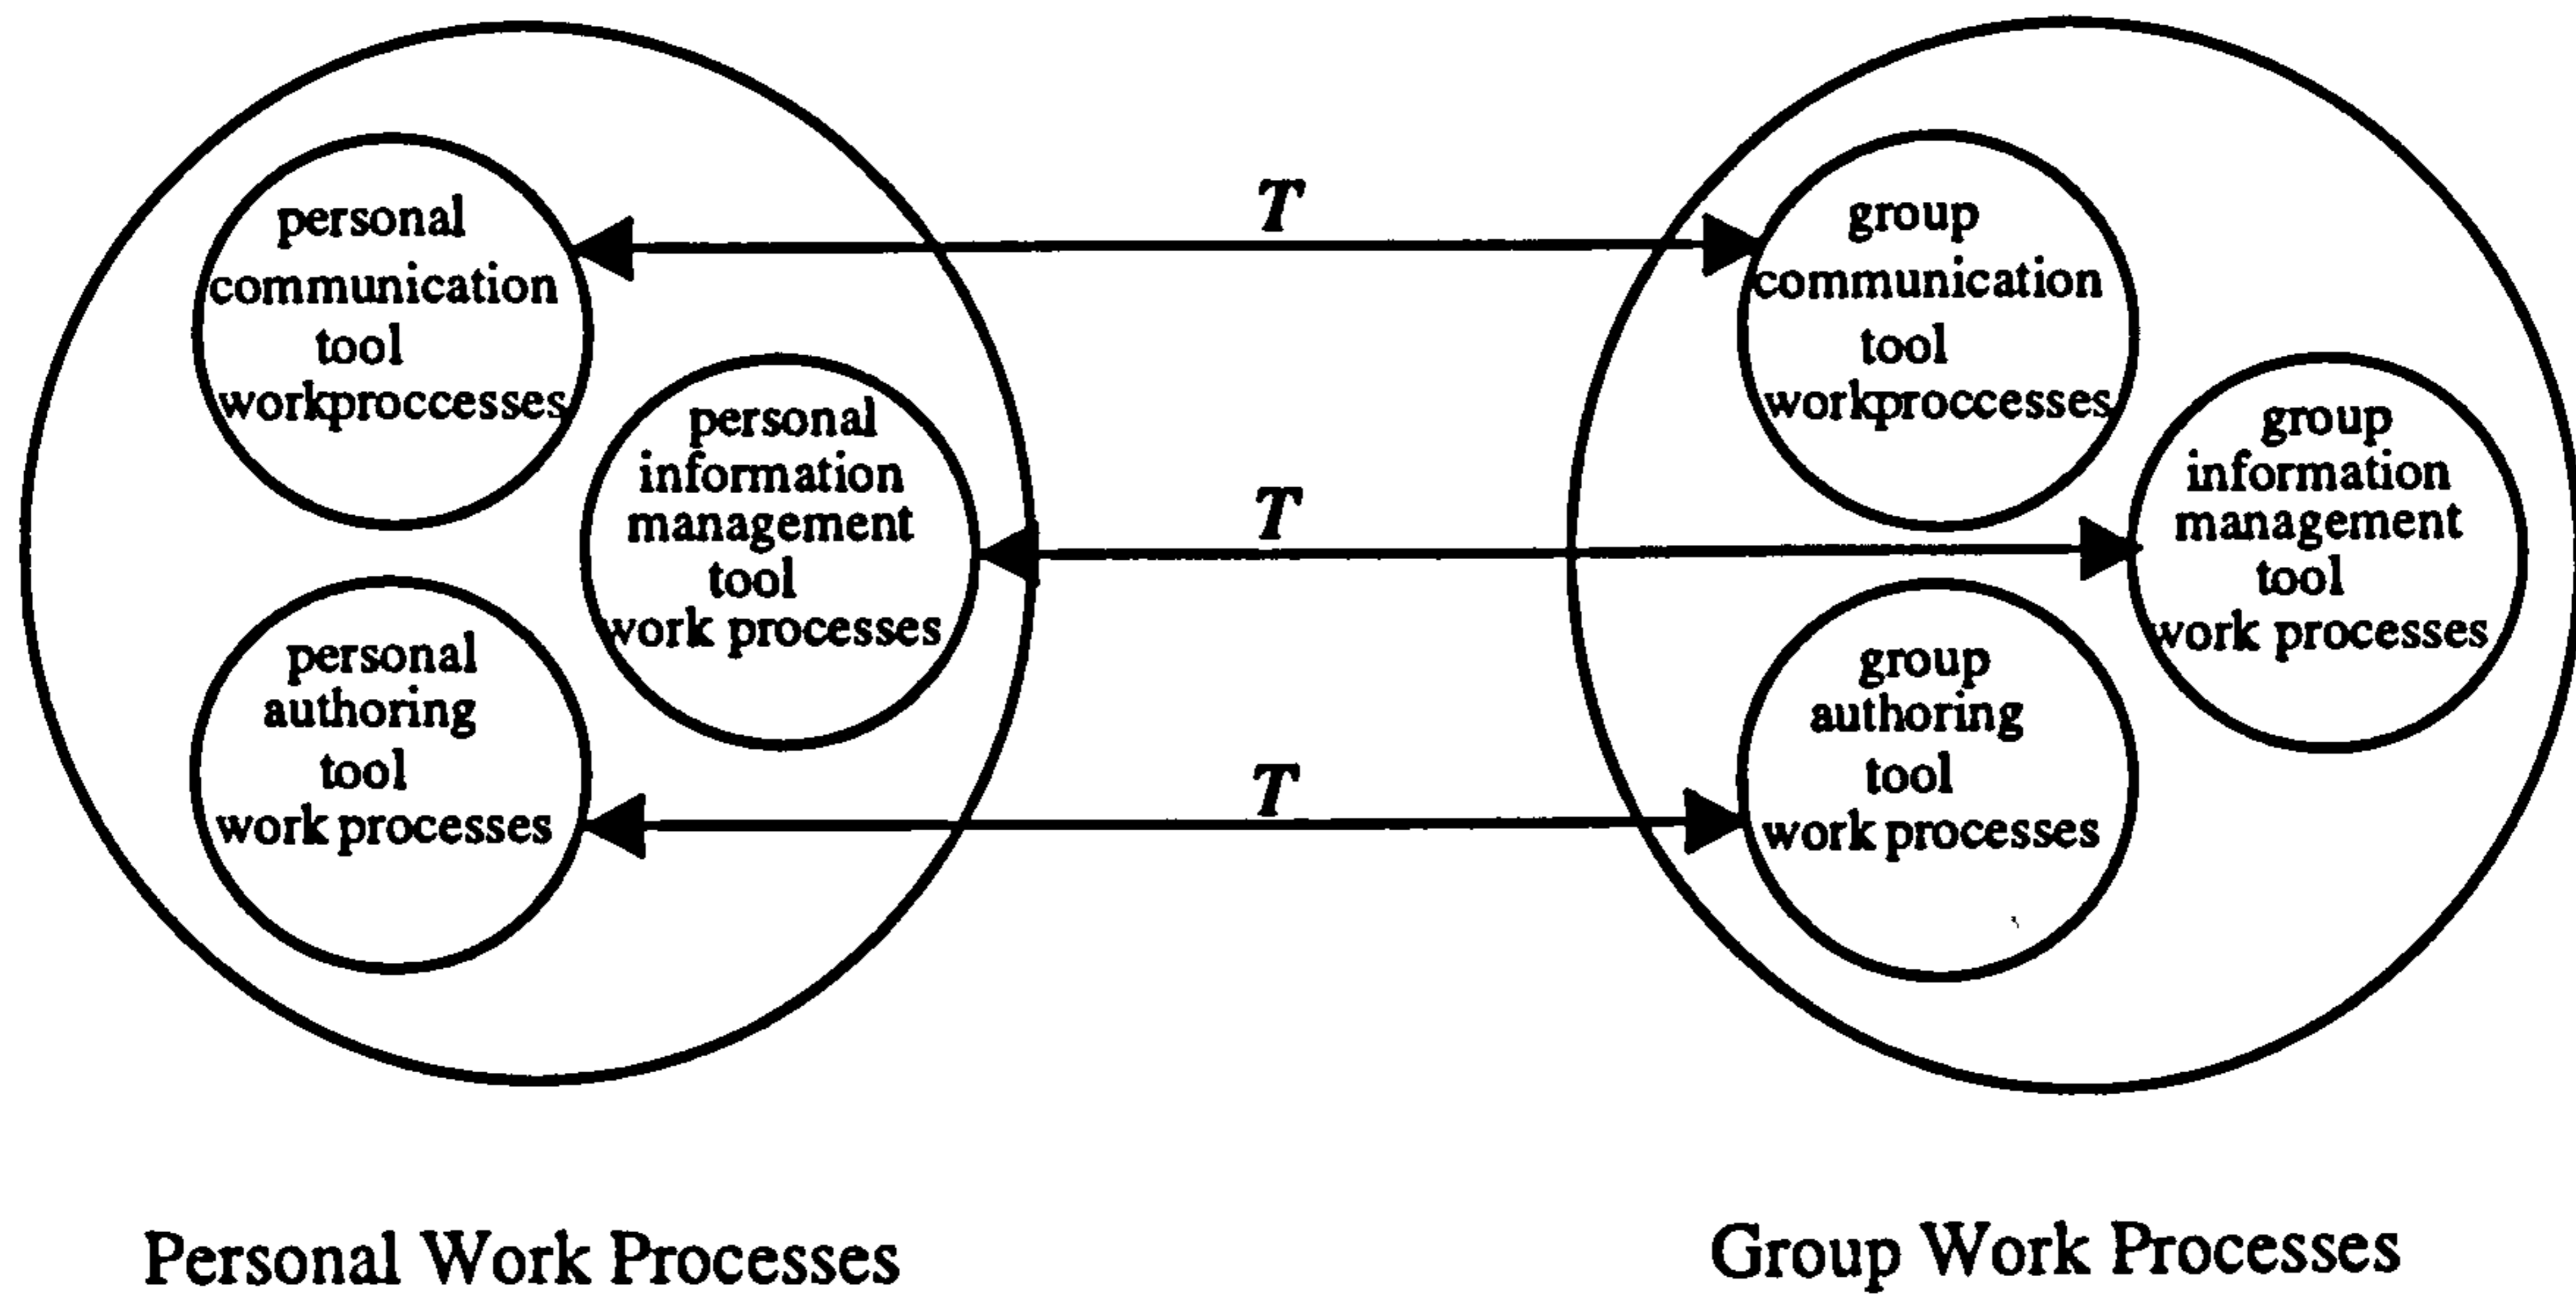 personal
communication
tool
workproccesses
personal
information
management
tool
work processes
personal
authoring
tool
work processes
T
T
T
group
communication
tool
workproccesses
group
information
management
tool
work processes
group
authoring
tool
work processes
Personal Work Processes
Group Work Processes